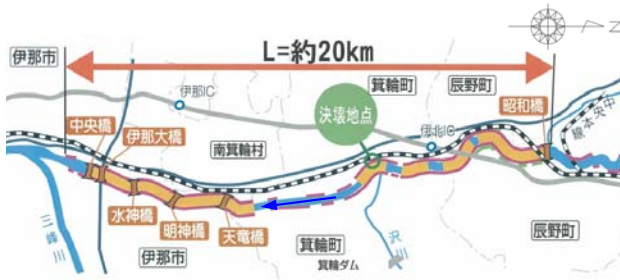 L=約20km
N
伊那市
伊那IC
箕輪町
辰野町
昭和橋
中央本線
決壊地点
伊北IC
中央橋
伊那大橋
南箕輪村
水神橋
明神橋
天竜橋
三峰川
伊那市
箕輪町
箕輪ダム
沢川
辰野町